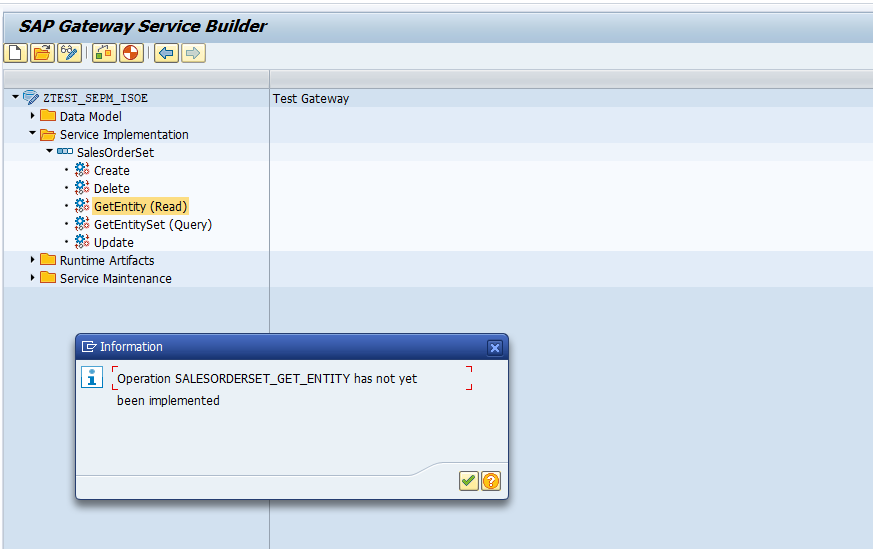 SAP Gateway Service Builder
ZTEST_SEPM_ISOE Test Gateway
Data Model
Service Implementation
SalesOrderSet
Create
Delete
GetEntity (Read)
GetEntitySet (Query)
Update
Runtime Artifacts
Service Maintenance
Information
Operation SALESORDERSET_GET_ENTITY has not yet
been implemented